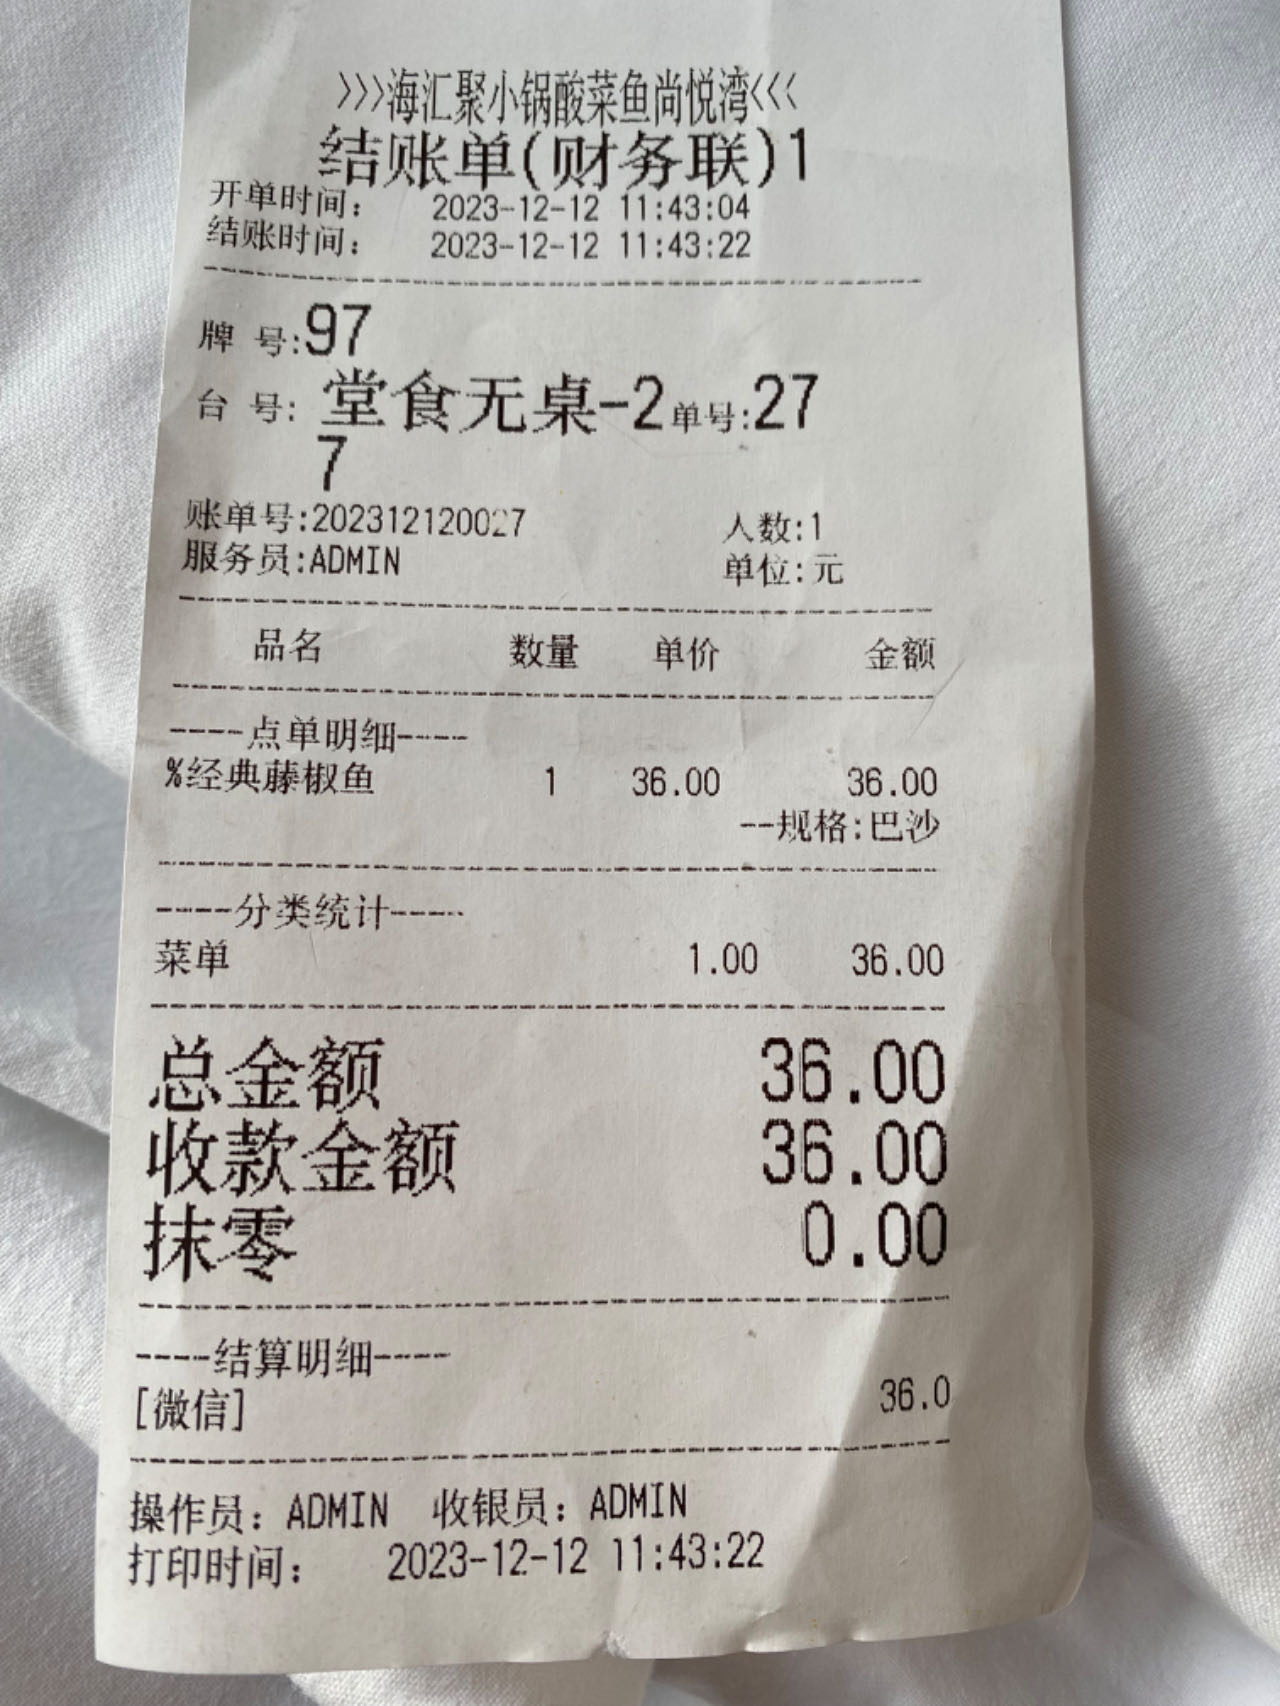 >>>海汇聚小锅酸菜鱼尚悦湾<<<
结账单(财务联)1
开单时间： 2023-12-12 11:43:04
结账时间： 2023-12-12 11:43:22
牌 号:97
台 号: 堂食无桌-2单号:27
7
账单号:202312120027 人数:1
服务员:ADMIN 单位:元
品名 数量 单价 金额
----点单明细----
%经典藤椒鱼 1 36.00 36.00
--规格:巴沙
----分类统计----
菜单 1.00 36.00
总金额 36.00
收款金额 36.00
抹零 0.00
----结算明细----
[微信] 36.0
操作员：ADMIN 收银员：ADMIN
打印时间： 2023-12-12 11:43:22